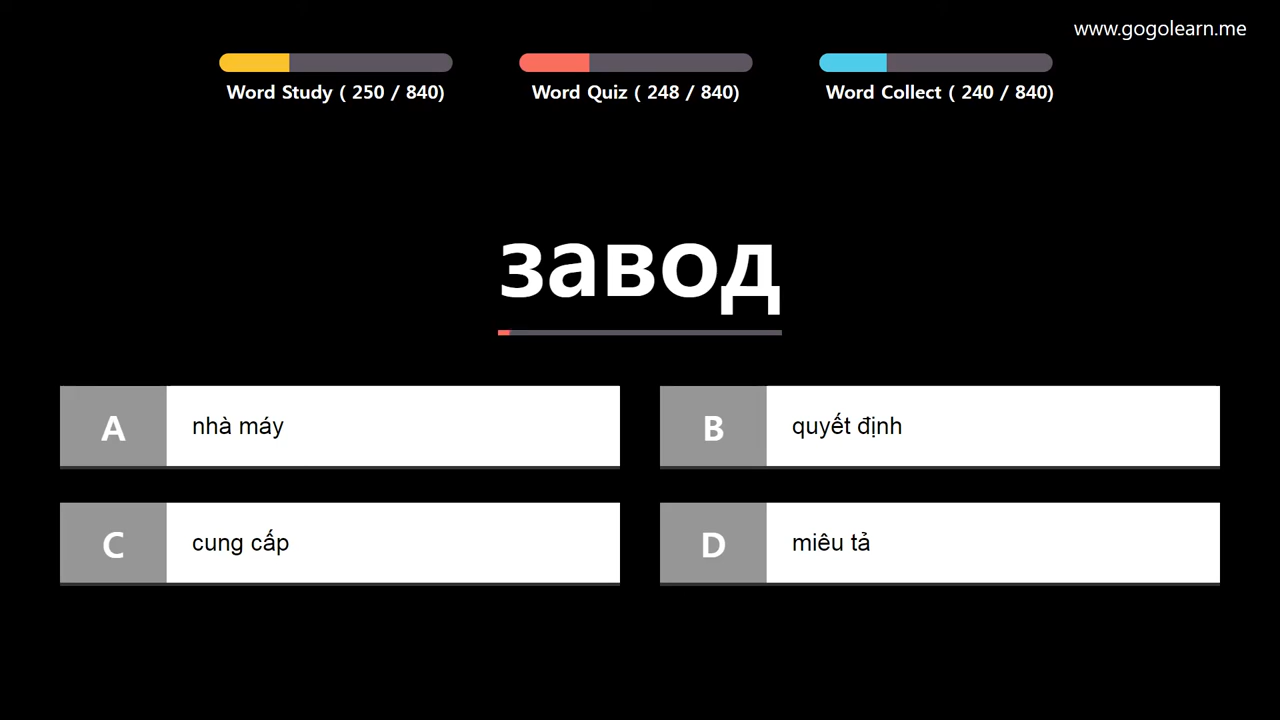 www.gogolearn.me
Word Study ( 250 / 840)
Word Quiz ( 248 / 840)
Word Collect ( 240 / 840)
завод
A nhà máy
B quyết định
C cung cấp
D miêu tả